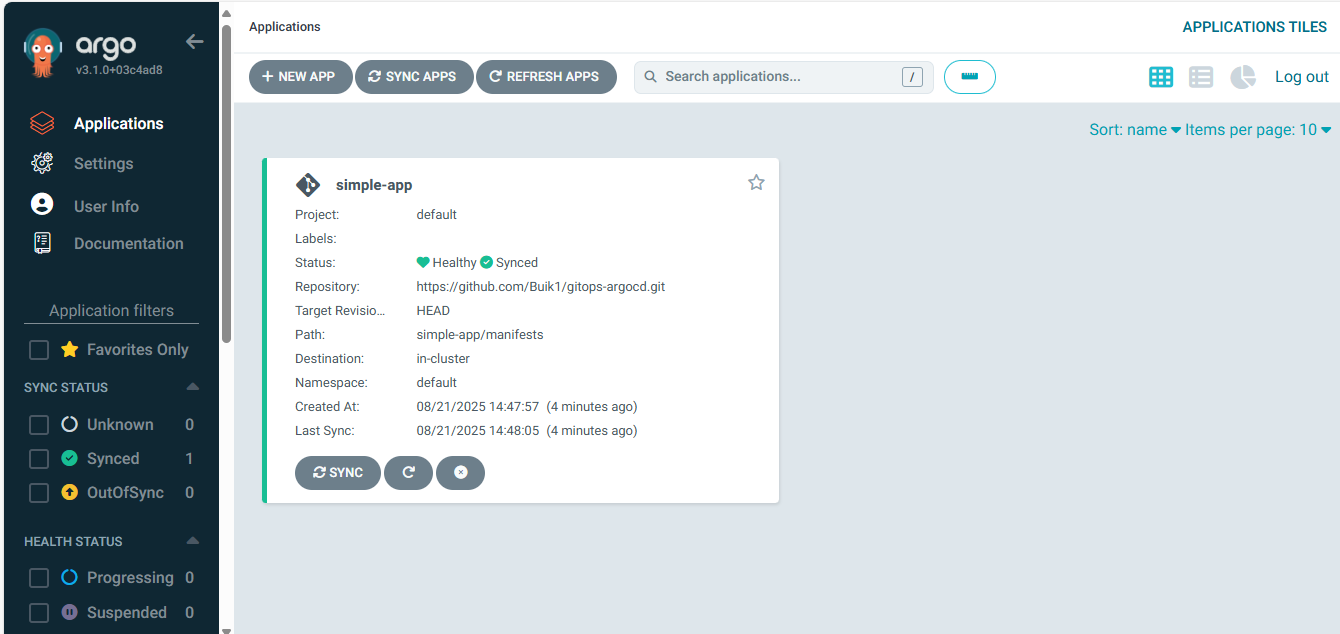 argo
v3.1.0+03c4ad8
Applications
Settings
User Info
Documentation
Application filters
Favorites Only
SYNC STATUS
Unknown 0
Synced 1
OutOfSync 0
HEALTH STATUS
Progressing 0
Suspended 0
Applications
APPLICATIONS TILES
NEW APP SYNC APPS REFRESH APPS Search applications... / Log out
Sort: name Items per page: 10
simple-app
Project: default
Labels:
Status: Healthy Synced
Repository: https://github.com/Buik1/gitops-argocd.git
Target Revisio... HEAD
Path: simple-app/manifests
Destination: in-cluster
Namespace: default
Created At: 08/21/2025 14:47:57 (4 minutes ago)
Last Sync: 08/21/2025 14:48:05 (4 minutes ago)
SYNC